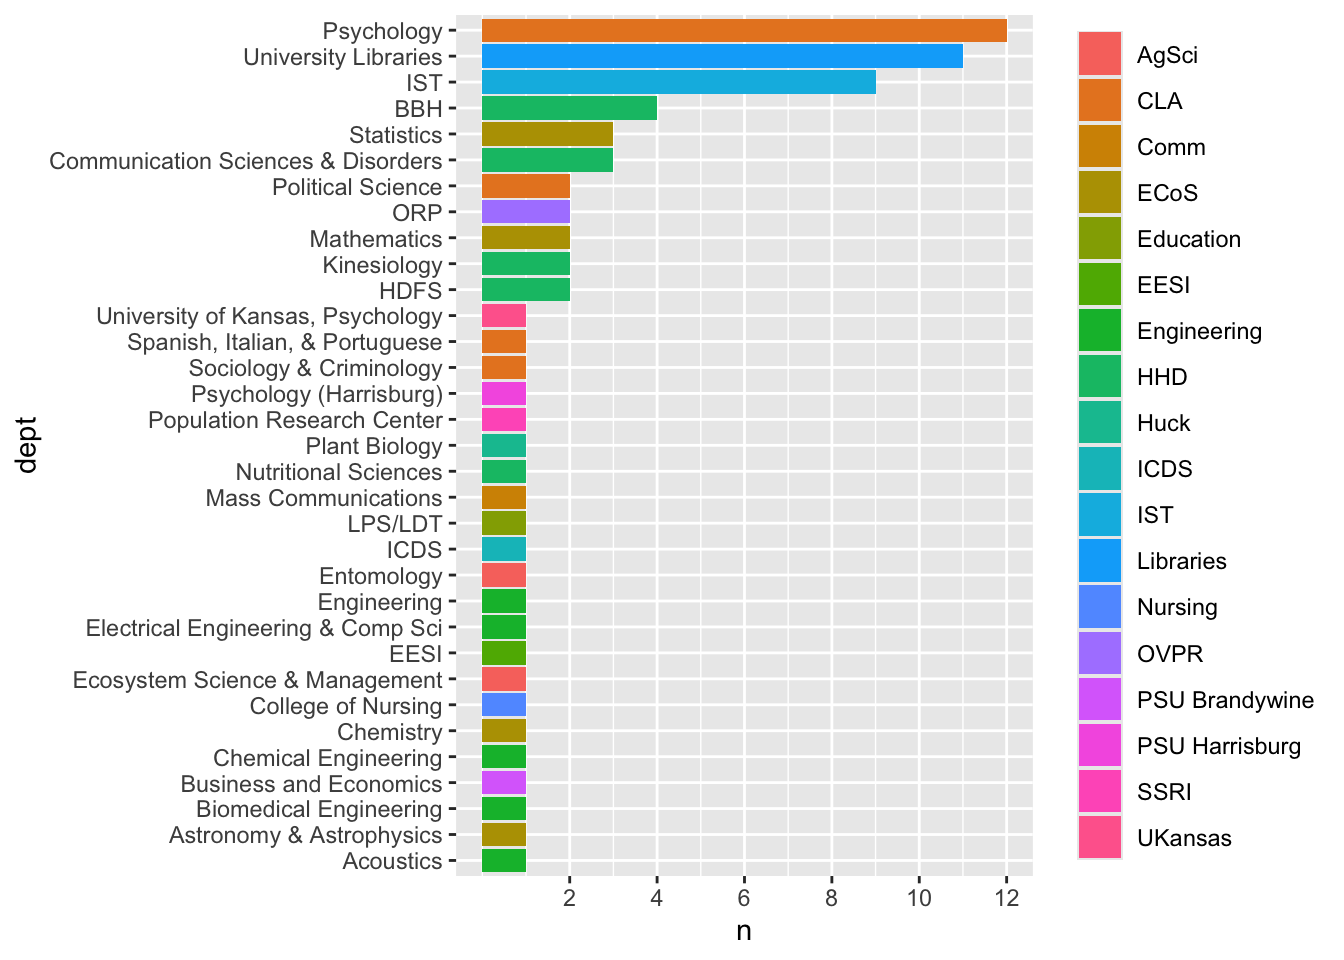 Psychology
University Libraries
IST
BBH
Statistics
Communication Sciences & Disorders
Political Science
ORP
Mathematics
Kinesiology
HDFS
University of Kansas, Psychology
Spanish, Italian, & Portuguese
Sociology & Criminology
Psychology (Harrisburg)
Population Research Center
Plant Biology
Nutritional Sciences
Mass Communications
LPS/LDT
ICDS
Entomology
Engineering
Electrical Engineering & Comp Sci
EESI
Ecosystem Science & Management
College of Nursing
Chemistry
Chemical Engineering
Business and Economics
Biomedical Engineering
Astronomy & Astrophysics
Acoustics
dept
2 4 6 8 10 12
n
AgSci
CLA
Comm
ECoS
Education
EESI
Engineering
HHD
Huck
ICDS
IST
Libraries
Nursing
OVPR
PSU Brandywine
PSU Harrisburg
SSRI
UKansas